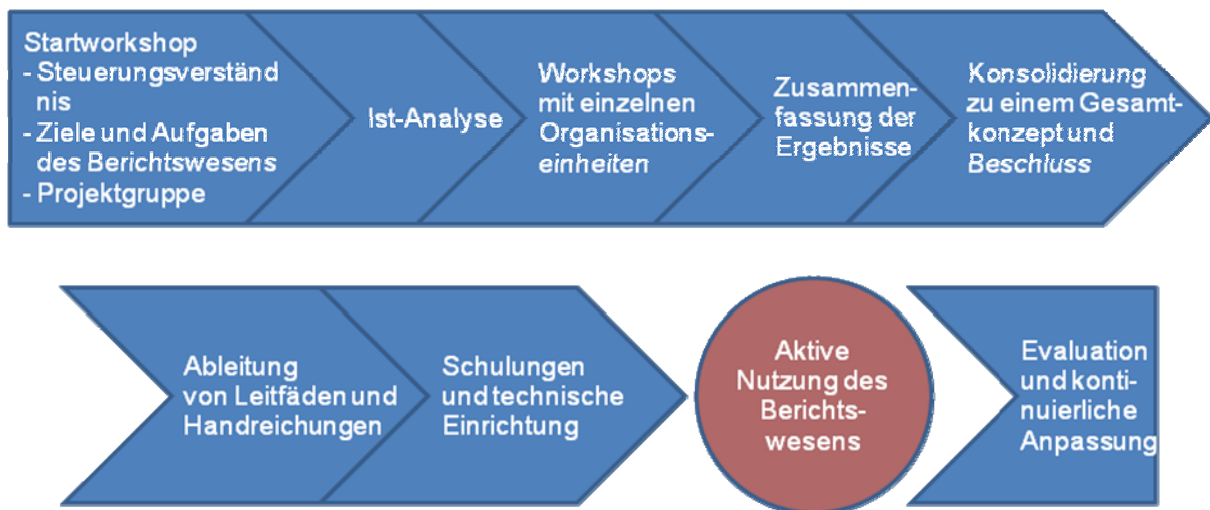 Startworkshop
- Steuerungsverständ
nis
- Ziele und Aufgaben
des Berichtswesens
- Projektgruppe
Ist-Analyse
Workshops
mit einzelnen
Organisations-
einheiten
Zusammen-
fassung der
Ergebnisse
Konsolidierung
zu einem Gesamt-
konzept und
Beschluss
Ableitung
von Leitfäden und
Handreichungen
Schulungen
und technische
Einrichtung
Aktive
Nutzung des
Berichts-
wesens
Evaluation
und konti-
nuierliche
Anpassung